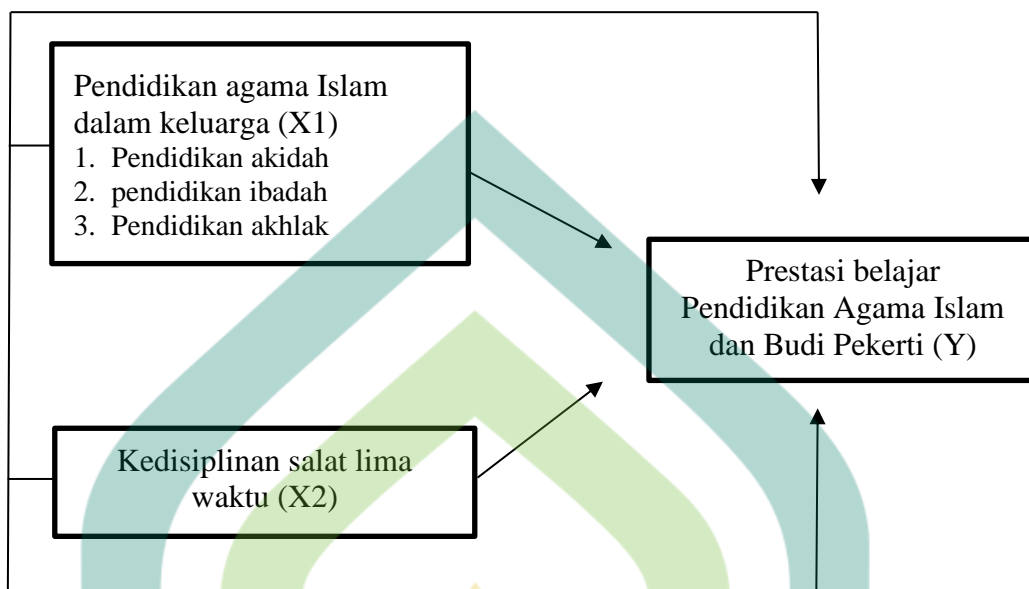 Pendidikan agama Islam
dalam keluarga (X1)
1. Pendidikan akidah
2. pendidikan ibadah
3. Pendidikan akhlak
Prestasi belajar
Pendidikan Agama Islam
dan Budi Pekerti (Y)
Kedisiplinan salat lima
waktu (X2)